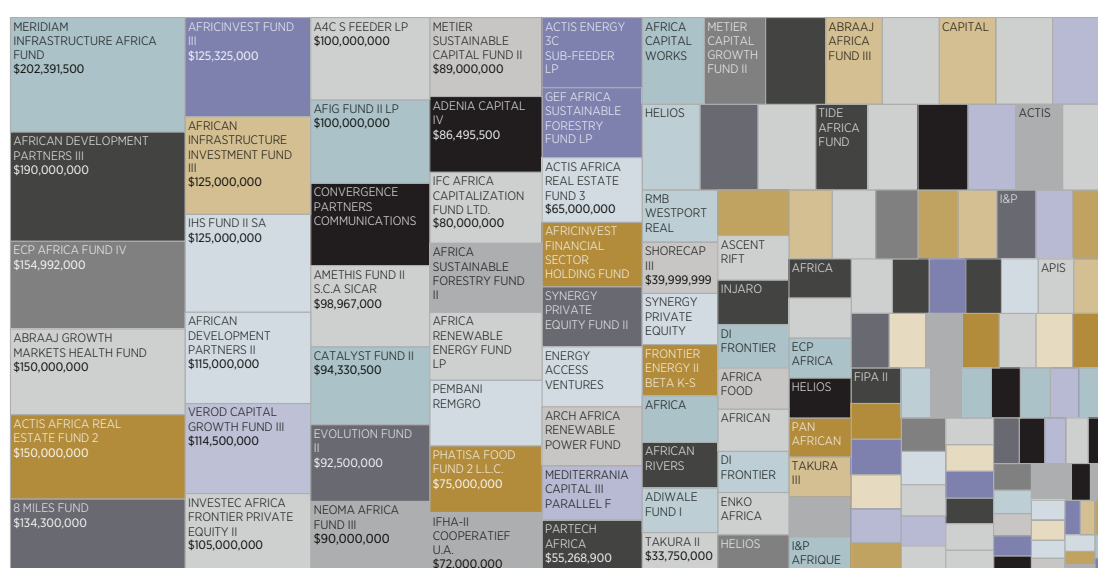 MERIDIAM
INFRASTRUCTURE AFRICA
FUND
$202,391,500
AFRICAN DEVELOPMENT
PARTNERS III
$190,000,000
ECP AFRICA FUND IV
$154,992,000
ABRAAJ GROWTH
MARKETS HEALTH FUND
$150,000,000
ACTIS AFRICA REAL
ESTATE FUND 2
$150,000,000
8 MILES FUND
$134,300,000
AFRICINVEST FUND
III
$125,325,000
AFRICAN
INFRASTRUCTURE
INVESTMENT FUND
III
$125,000,000
IHS FUND II SA
$125,000,000
AFRICAN
DEVELOPMENT
PARTNERS II
$115,000,000
VEROD CAPITAL
GROWTH FUND III
$114,500,000
INVESTEC AFRICA
FRONTIER PRIVATE
EQUITY II
$105,000,000
A4C S FEEDER LP
$100,000,000
AFIG FUND II LP
$100,000,000
CONVERGENCE
PARTNERS
COMMUNICATIONS
AMETHIS FUND II
S.C.A SICAR
$98,967,000
CATALYST FUND II
$94,330,500
EVOLUTION FUND
II
$92,500,000
NEOMA AFRICA
FUND III
$90,000,000
METIER
SUSTAINABLE
CAPITAL FUND II
$89,000,000
ADENIA CAPITAL
IV
$86,495,500
IFC AFRICA
CAPITALIZATION
FUND LTD.
$80,000,000
AFRICA
SUSTAINABLE
FORESTRY FUND
II
AFRICA
RENEWABLE
ENERGY FUND
LP
PEMBANI
REMGRO
PHATISA FOOD
FUND 2 L.L.C.
$75,000,000
IFHA-II
COOPERATIEF
U.A.
$72,000,000
ACTIS ENERGY
3C
SUB-FEEDER
LP
GEF AFRICA
SUSTAINABLE
FORESTRY
FUND LP
ACTIS AFRICA
REAL ESTATE
FUND 3
$65,000,000
AFRICINVEST
FINANCIAL
SECTOR
HOLDING FUND
SYNERGY
PRIVATE
EQUITY FUND II
ENERGY
ACCESS
VENTURES
ARCH AFRICA
RENEWABLE
POWER FUND
MEDITERRANIA
CAPITAL III
PARALLEL F
PARTECH
AFRICA
$55,268,900
AFRICA
CAPITAL
WORKS
HELIOS
RMB
WESTPORT
REAL
SHORECAP
III
$39,999,999
SYNERGY
PRIVATE
EQUITY
FRONTIER
ENERGY II
BETA K-S
AFRICA
AFRICAN
RIVERS
ADIWALE
FUND I
TAKURA II
$33,750,000
METIER
CAPITAL
GROWTH
FUND II
ABRAAJ
AFRICA
FUND III
CAPITAL
TIDE
AFRICA
FUND
ACTIS
I&P
ASCENT
RIFT
INJARO
DI
FRONTIER
AFRICA
FOOD
AFRICAN
DI
FRONTIER
ENKO
AFRICA
HELIOS
AFRICA
ECP
AFRICA
HELIOS
PAN
AFRICAN
TAKURA
III
I&P
AFRIQUE
APIS
FIPA II